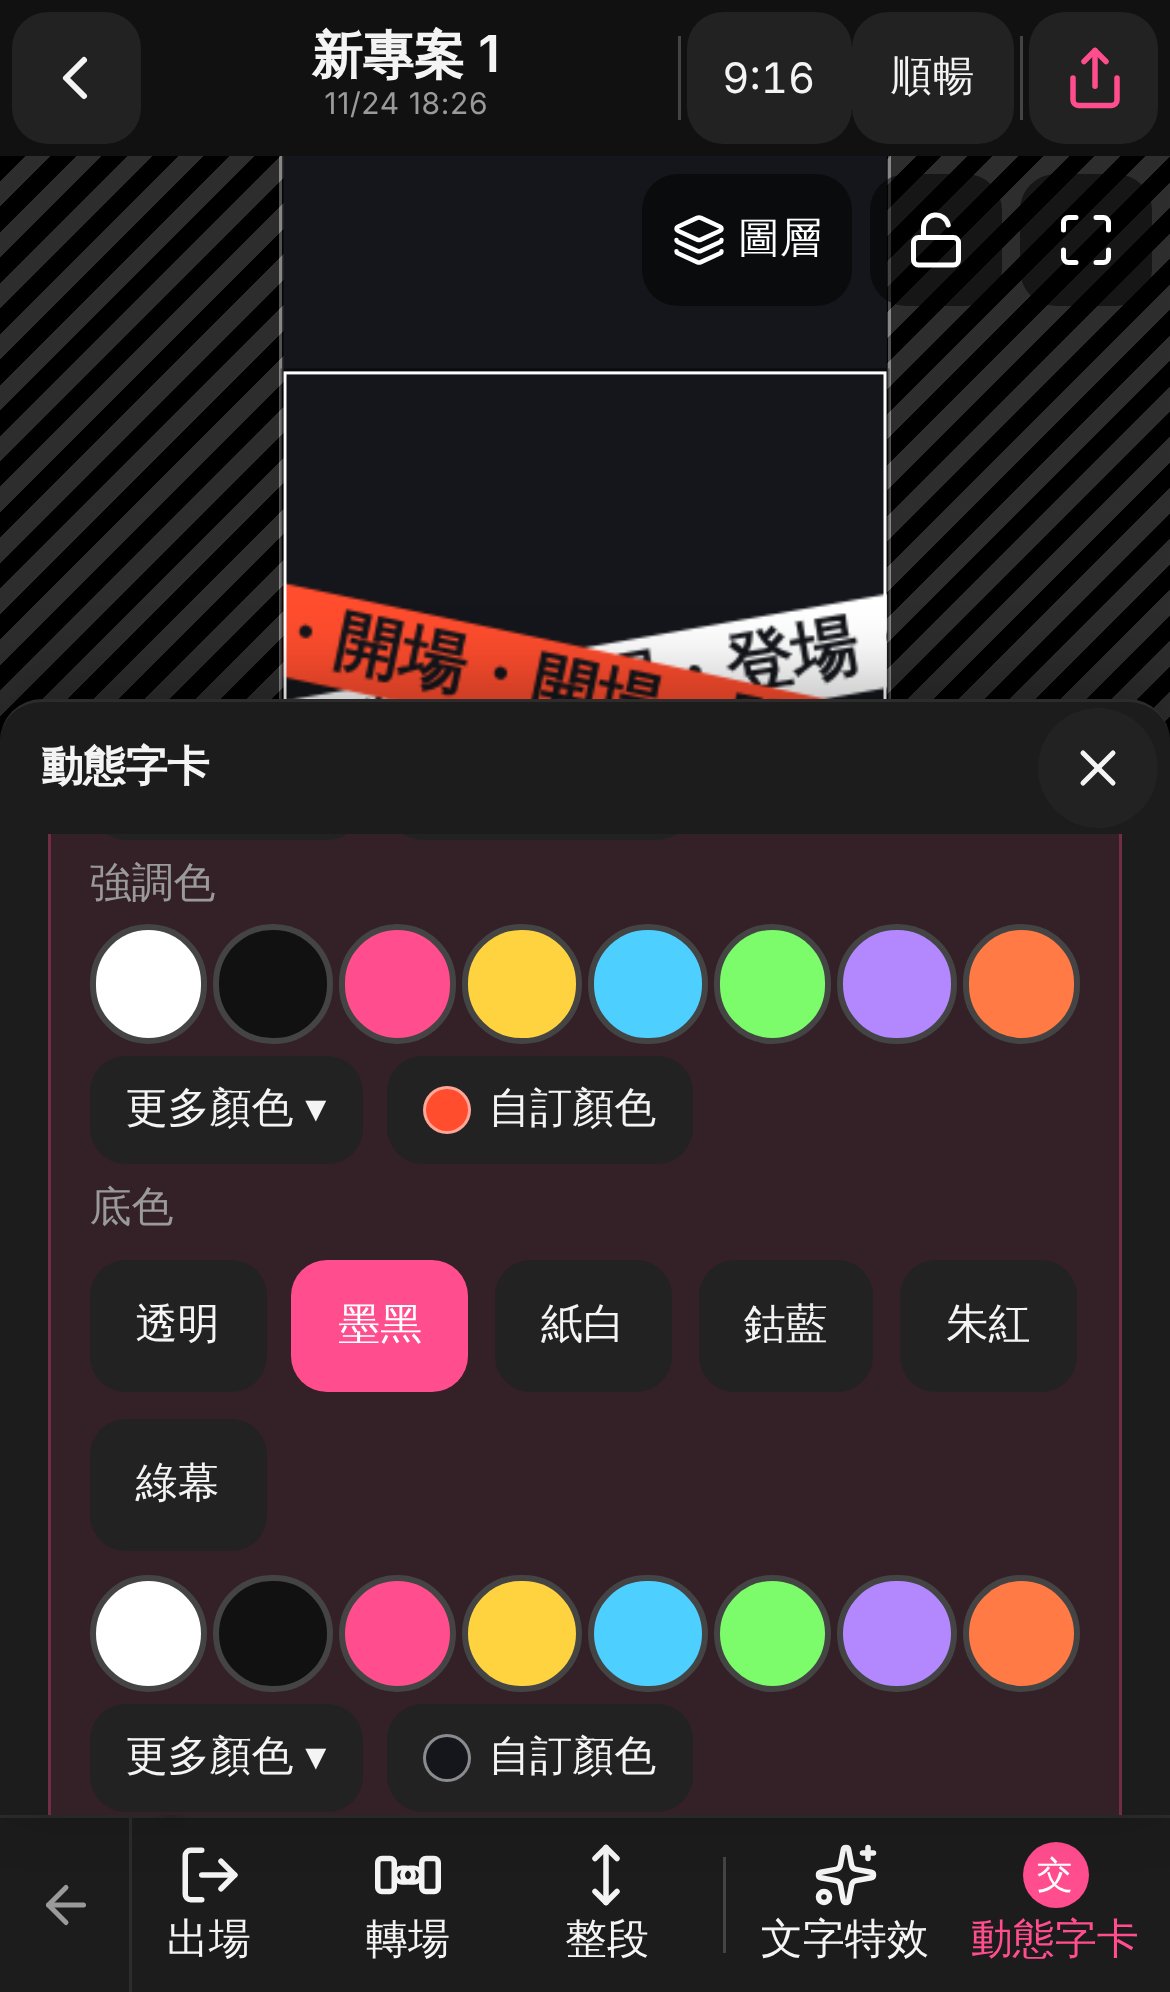 新專案 1
11/24 18:26
9:16
順暢
圖層
・開場・開場
・登場
動態字卡
強調色
更多顏色 ▾
自訂顏色
底色
透明
墨黑
紙白
鈷藍
朱紅
綠幕
更多顏色 ▾
自訂顏色
出場
轉場
整段
文字特效
交
動態字卡